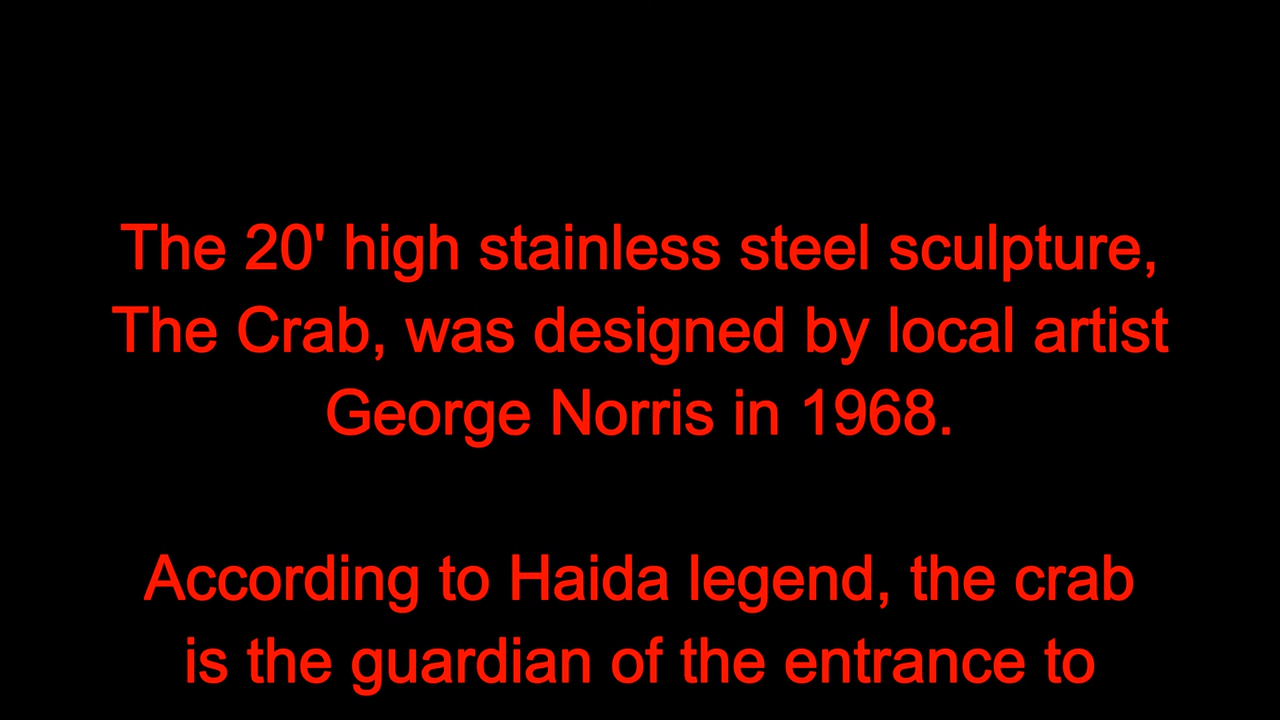 The 20' high stainless steel sculpture,
The Crab, was designed by local artist
George Norris in 1968.
According to Haida legend, the crab
is the guardian of the entrance to